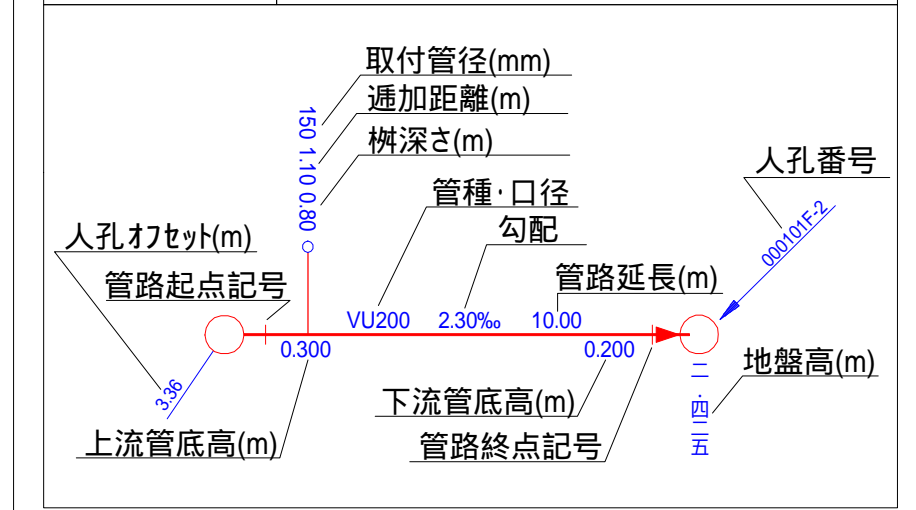 取付管径(mm)
逓加距離(m)
桝深さ(m)
150 1.10 0.80
人孔番号
000101F-2
管種・口径
勾配
人孔オフセット(m)
管路起点記号
管路延長(m)
VU200 2.30‰ 10.00
0.300 0.200
3.36
地盤高(m)
二・四二五
下流管底高(m)
上流管底高(m)
管路終点記号